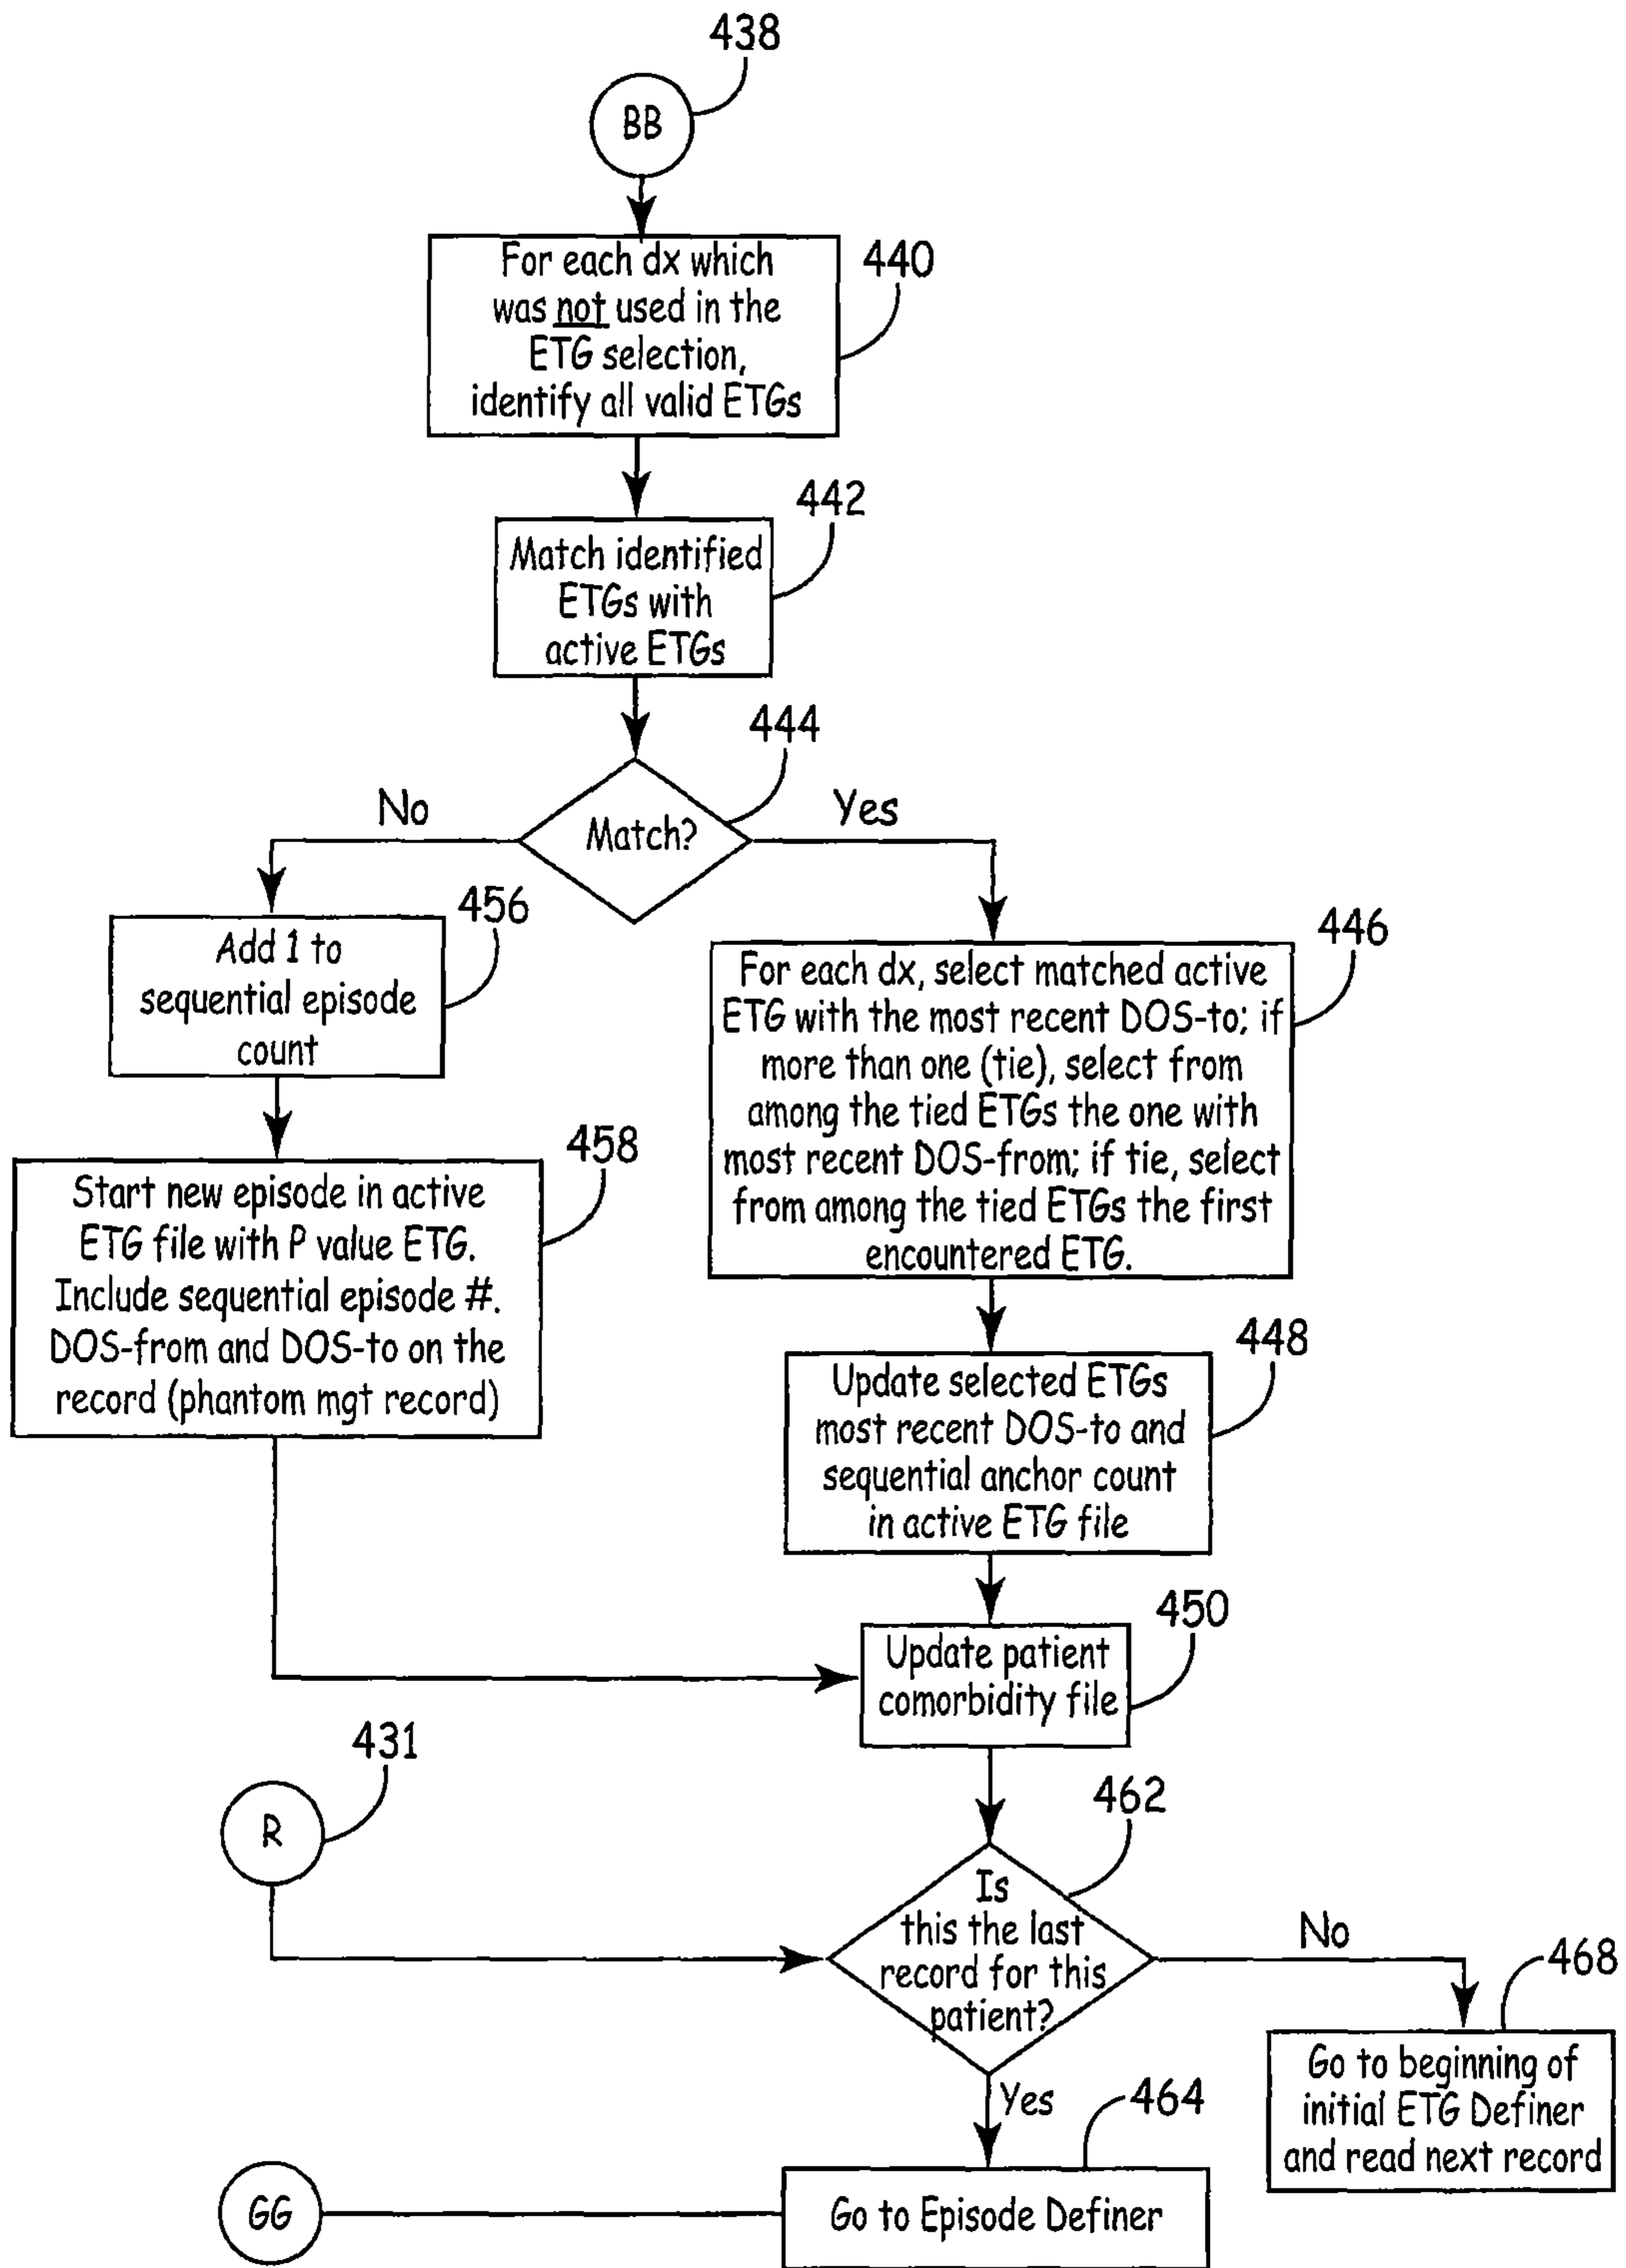 438
BB
For each dx which
was not used in the
ETG selection,
identify all valid ETGs
440
Match identified
ETGs with
active ETGs
442
444
Match?
No
Yes
456
Add 1 to
sequential episode
count
446
For each dx, select matched active
ETG with the most recent DOS-to; if
more than one (tie), select from
among the tied ETGs the one with
most recent DOS-from; if tie, select
from among the tied ETGs the first
encountered ETG.
458
Start new episode in active
ETG file with P value ETG.
Include sequential episode #.
DOS-from and DOS-to on the
record (phantom mgt record)
448
Update selected ETGs
most recent DOS-to and
sequential anchor count
in active ETG file
450
Update patient
comorbidity file
431
R
462
Is
this the last
record for this
patient?
No
468
Go to beginning of
initial ETG Definer
and read next record
Yes
464
GG
Go to Episode Definer